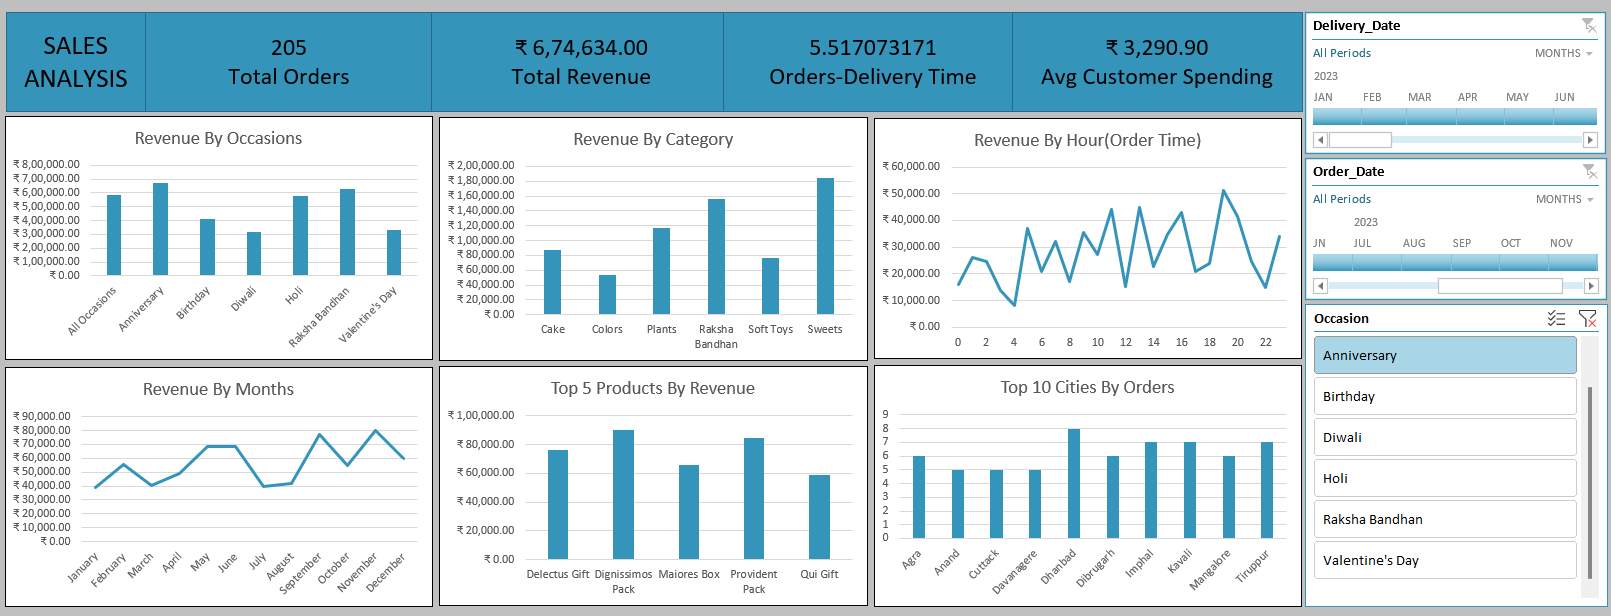 SALES
ANALYSIS
205
Total Orders
₹ 6,74,634.00
Total Revenue
5.517073171
Orders-Delivery Time
₹ 3,290.90
Avg Customer Spending
Delivery_Date
All Periods
MONTHS
2023
JAN FEB MAR APR MAY JUN
Order_Date
All Periods
MONTHS
2023
JN JUL AUG SEP OCT NOV
Occasion
Anniversary
Birthday
Diwali
Holi
Raksha Bandhan
Valentine's Day
Revenue By Occasions
₹ 8,00,000.00
₹ 7,00,000.00
₹ 6,00,000.00
₹ 5,00,000.00
₹ 4,00,000.00
₹ 3,00,000.00
₹ 2,00,000.00
₹ 1,00,000.00
₹ 0.00
All Occasions
Anniversary
Birthday
Diwali
Holi
Raksha Bandhan
Valentine's Day
Revenue By Category
₹ 2,00,000.00
₹ 1,80,000.00
₹ 1,60,000.00
₹ 1,40,000.00
₹ 1,20,000.00
₹ 1,00,000.00
₹ 80,000.00
₹ 60,000.00
₹ 40,000.00
₹ 20,000.00
₹ 0.00
Cake Colors Plants Raksha Soft Toys Sweets
Bandhan
Revenue By Hour(Order Time)
₹ 60,000.00
₹ 50,000.00
₹ 40,000.00
₹ 30,000.00
₹ 20,000.00
₹ 10,000.00
₹ 0.00
0 2 4 6 8 10 12 14 16 18 20 22
Revenue By Months
₹ 90,000.00
₹ 80,000.00
₹ 70,000.00
₹ 60,000.00
₹ 50,000.00
₹ 40,000.00
₹ 30,000.00
₹ 20,000.00
₹ 10,000.00
₹ 0.00
January
February
March
April
May
June
July
August
September
October
November
December
Top 5 Products By Revenue
₹ 1,00,000.00
₹ 80,000.00
₹ 60,000.00
₹ 40,000.00
₹ 20,000.00
₹ 0.00
Delectus Gift Dignissimos Maiores Box Provident Qui Gift
Pack Pack
Top 10 Cities By Orders
9
8
7
6
5
4
3
2
1
0
Agra
Anand
Cuttack
Davanagere
Dhanbad
Dibrugarh
Imphal
Kavali
Mangalore
Tiruppur